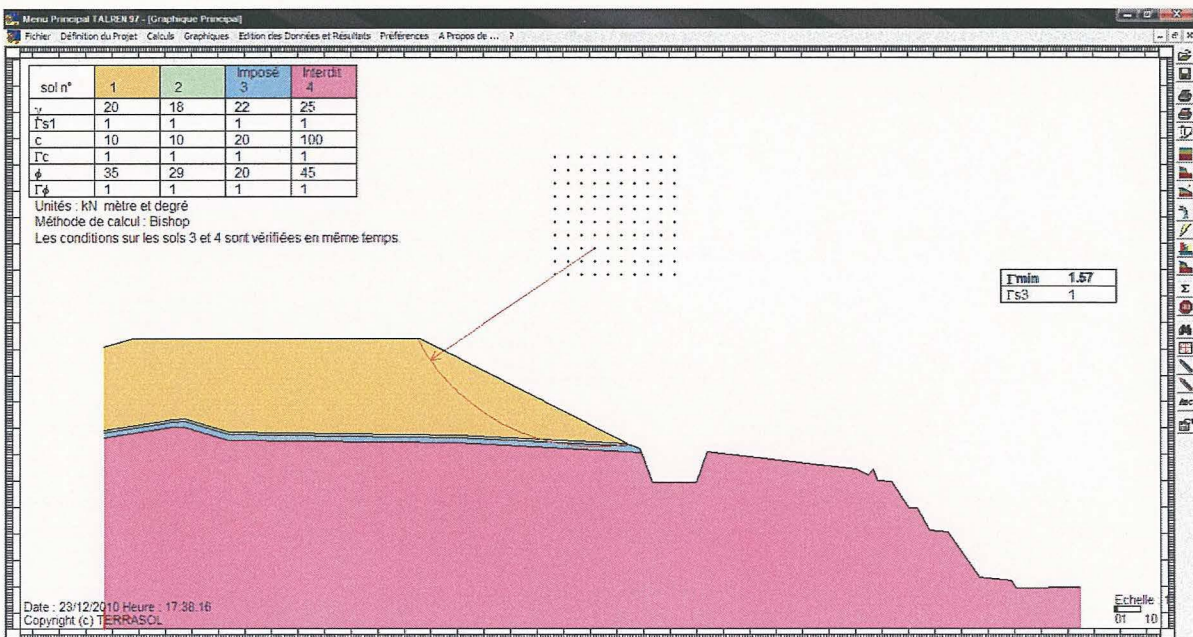 Menu Principal TALREN 97 - [Graphique Principal]
Fichier Définition du Projet Calculs Graphiques Edition des Données et Résultats Préférences A Propos de ... ?
sol n° 1 2 Imposé 3 Interdit 4
γ 20 18 22 25
Γs1 1 1 1 1
c 10 10 20 100
Γc 1 1 1 1
ϕ 35 29 20 45
Γϕ 1 1 1 1
Unités : kN mètre et degré
Méthode de calcul : Bishop
Les conditions sur les sols 3 et 4 sont vérifiées en même temps
Γmin 1.57
Γs3 1
Date : 23/12/2010 Heure : 17:38:16
Copyright (c) TERRASOL
Echelle
01 10